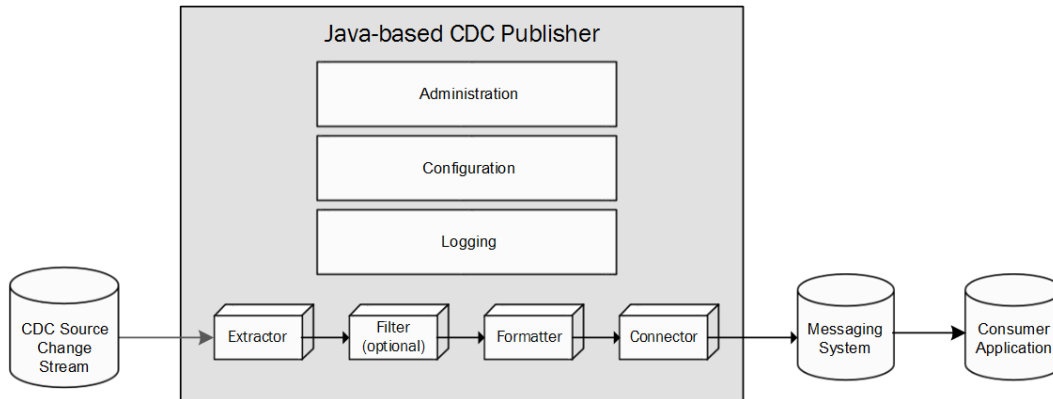 Java-based CDC Publisher
Administration
Configuration
Logging
CDC Source
Change
Stream
Extractor
Filter
(optional)
Formatter
Connector
Messaging
System
Consumer
Application